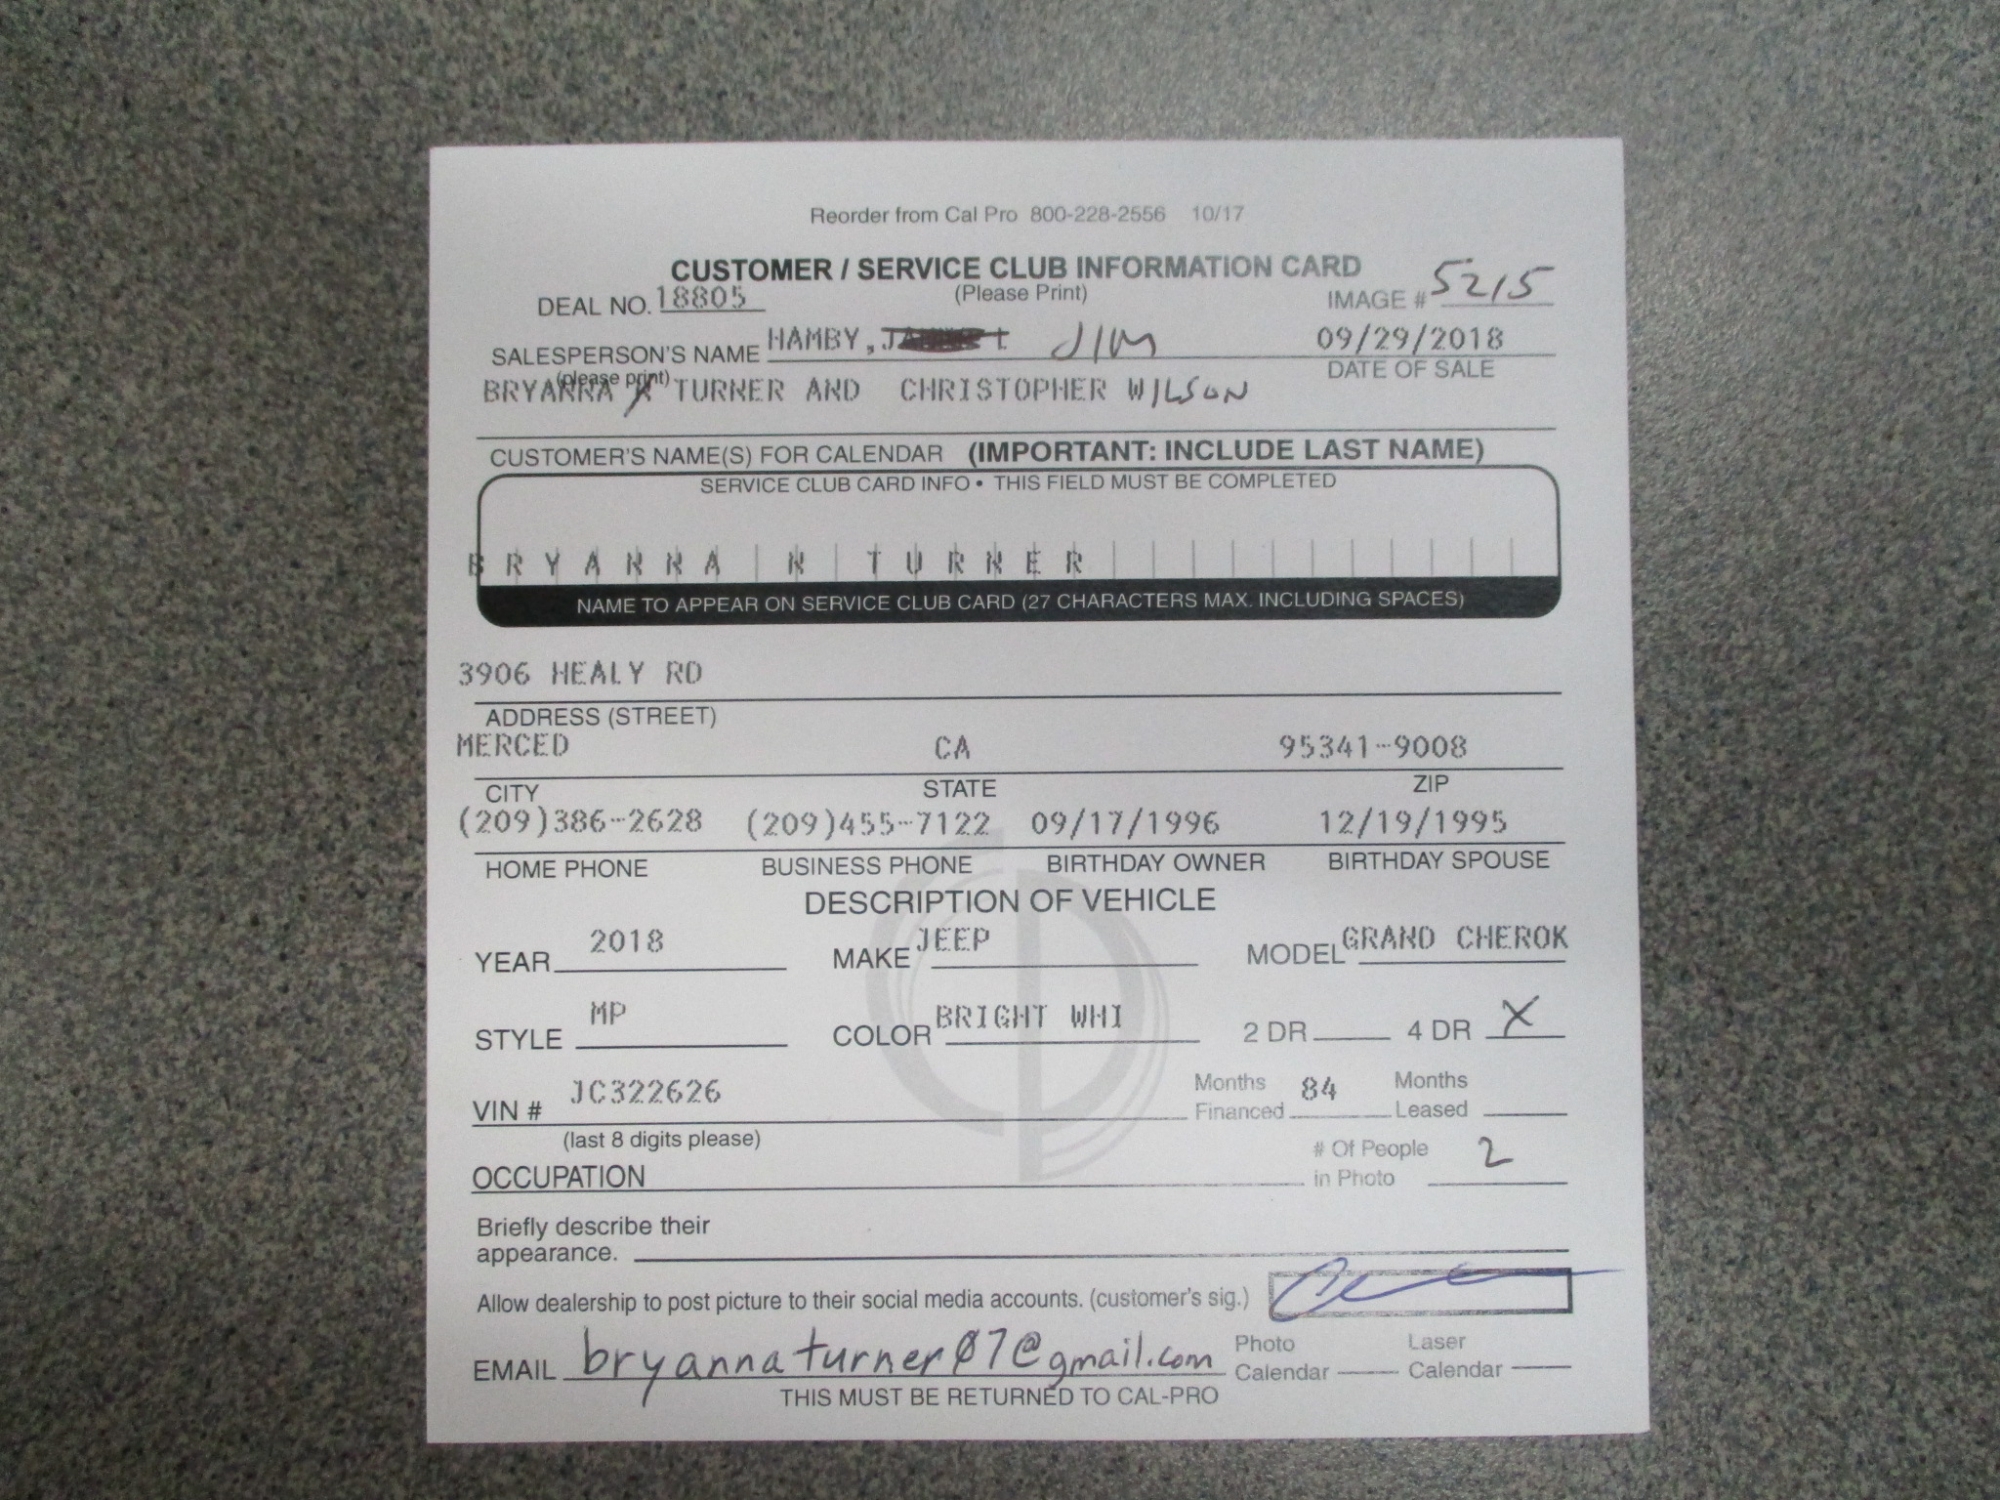 Reorder from Cal Pro 800-228-2556 10/17
CUSTOMER / SERVICE CLUB INFORMATION CARD
(Please Print)
DEAL NO. 18805
IMAGE # 5215
SALESPERSON'S NAME HAMBY, JIM
(please print)
09/29/2018
DATE OF SALE
BRYANNA TURNER AND CHRISTOPHER WILSON
CUSTOMER'S NAME(S) FOR CALENDAR (IMPORTANT: INCLUDE LAST NAME)
SERVICE CLUB CARD INFO • THIS FIELD MUST BE COMPLETED
BRYANNA N TURNER
NAME TO APPEAR ON SERVICE CLUB CARD (27 CHARACTERS MAX. INCLUDING SPACES)
3906 HEALY RD
ADDRESS (STREET)
MERCED CA 95341-9008
CITY STATE ZIP
(209)386-2628 (209)455-7122 09/17/1996 12/19/1995
HOME PHONE BUSINESS PHONE BIRTHDAY OWNER BIRTHDAY SPOUSE
DESCRIPTION OF VEHICLE
YEAR 2018 MAKE JEEP MODEL GRAND CHEROK
STYLE MP COLOR BRIGHT WHI 2 DR 4 DR X
VIN # JC322626 Months Financed 84 Months Leased
(last 8 digits please)
OCCUPATION # Of People in Photo 2
Briefly describe their
appearance.
Allow dealership to post picture to their social media accounts. (customer's sig.)
EMAIL bryannaturner07@gmail.com Photo Calendar Laser Calendar
THIS MUST BE RETURNED TO CAL-PRO